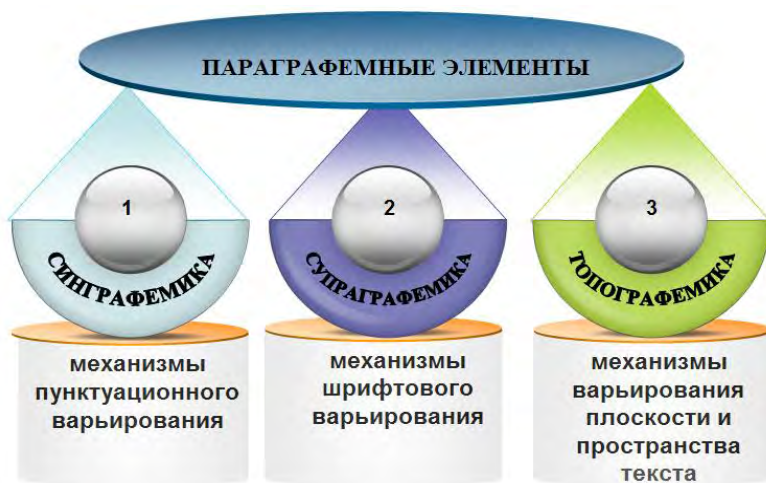 ПАРАГРАФЕМНЫЕ ЭЛЕМЕНТЫ
1
СИНГРАФЕМИКА
механизмы
пунктуационного
варьирования
2
СУПРАГРАФЕМИКА
механизмы
шрифтового
варьирования
3
ТОПОГРАФЕМИКА
механизмы
варьирования
плоскости и
пространства
текста